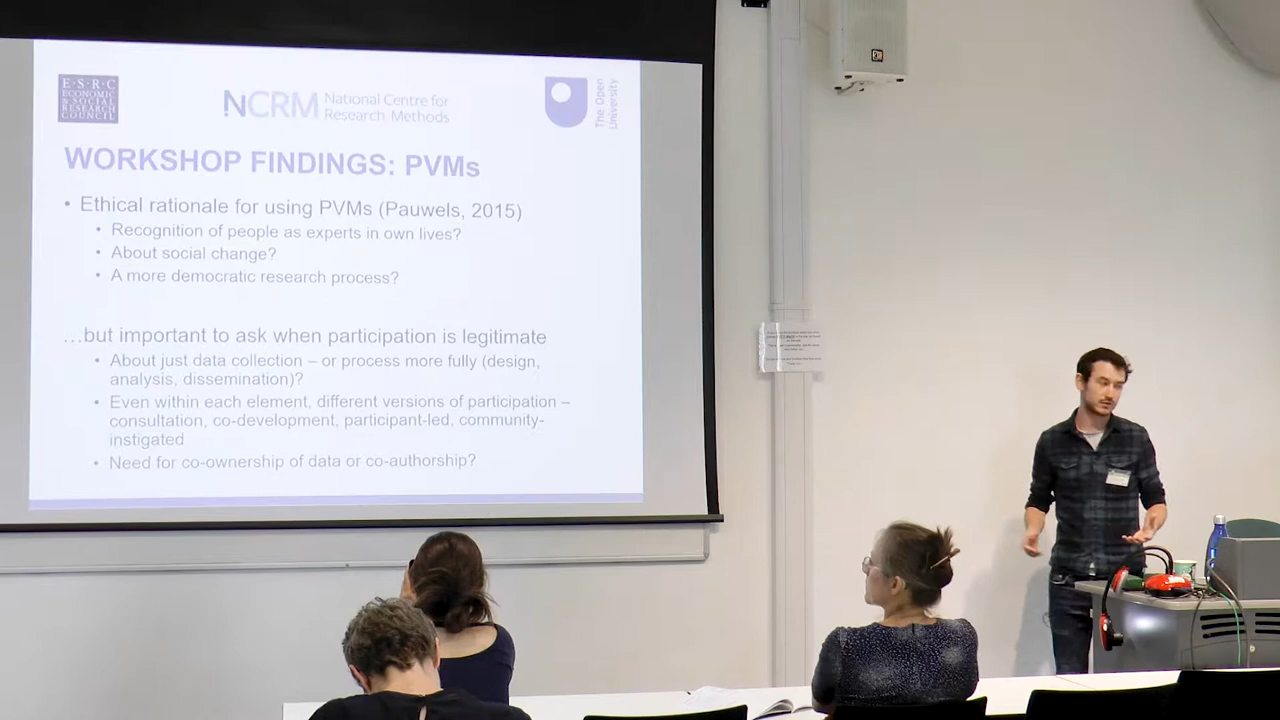 E·S·R·C
ECONOMIC
& SOCIAL
RESEARCH
COUNCIL
NCRM
National Centre for
Research Methods
The Open
University
WORKSHOP FINDINGS: PVMs
• Ethical rationale for using PVMs (Pauwels, 2015)
• Recognition of people as experts in own lives?
• About social change?
• A more democratic research process?
…but important to ask when participation is legitimate
About just data collection – or process more fully (design,
analysis, dissemination)?
• Even within each element, different versions of participation –
consultation, co-development, participant-led, community-
instigated
• Need for co-ownership of data or co-authorship?